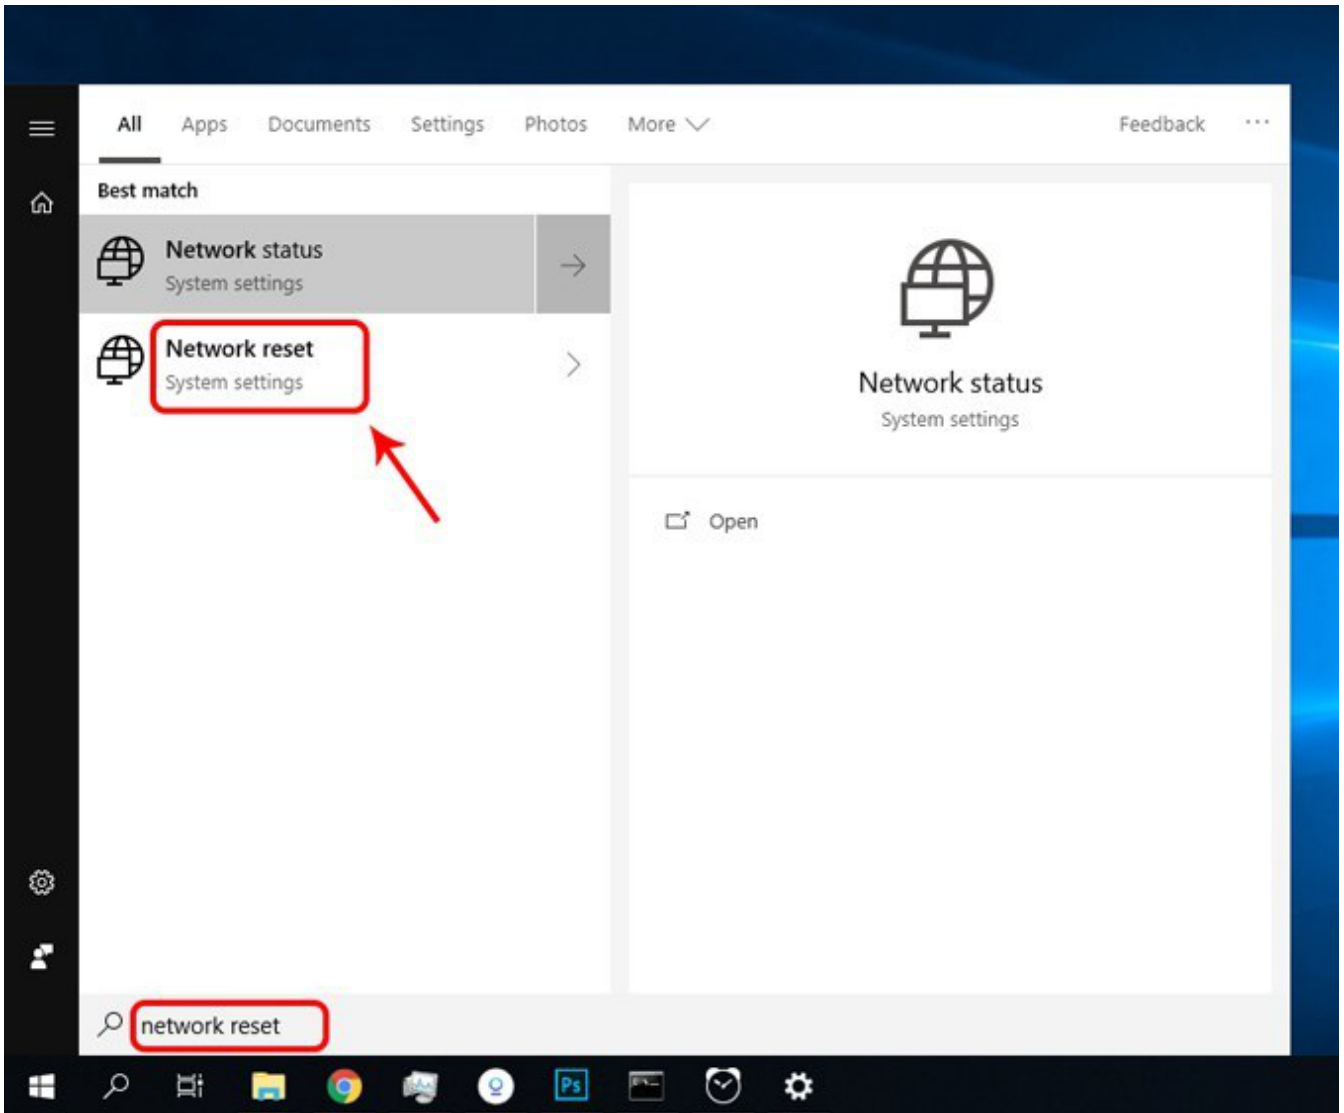 All Apps Documents Settings Photos More Feedback ...
Best match
Network status
System settings
Network reset
System settings
Network status
System settings
Open
network reset
Ps